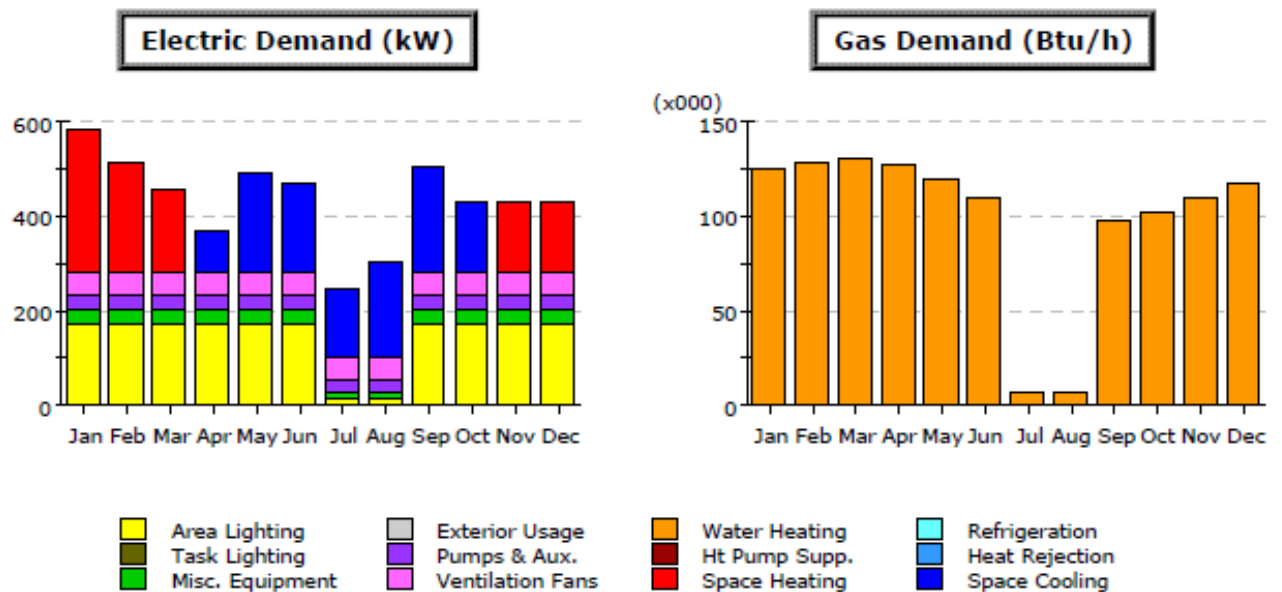 Electric Demand (kW)
Gas Demand (Btu/h)
600
400
200
0
Jan Feb Mar Apr May Jun Jul Aug Sep Oct Nov Dec
(x000)
150
100
50
0
Jan Feb Mar Apr May Jun Jul Aug Sep Oct Nov Dec
Area Lighting
Task Lighting
Misc. Equipment
Exterior Usage
Pumps & Aux.
Ventilation Fans
Water Heating
Ht Pump Supp.
Space Heating
Refrigeration
Heat Rejection
Space Cooling